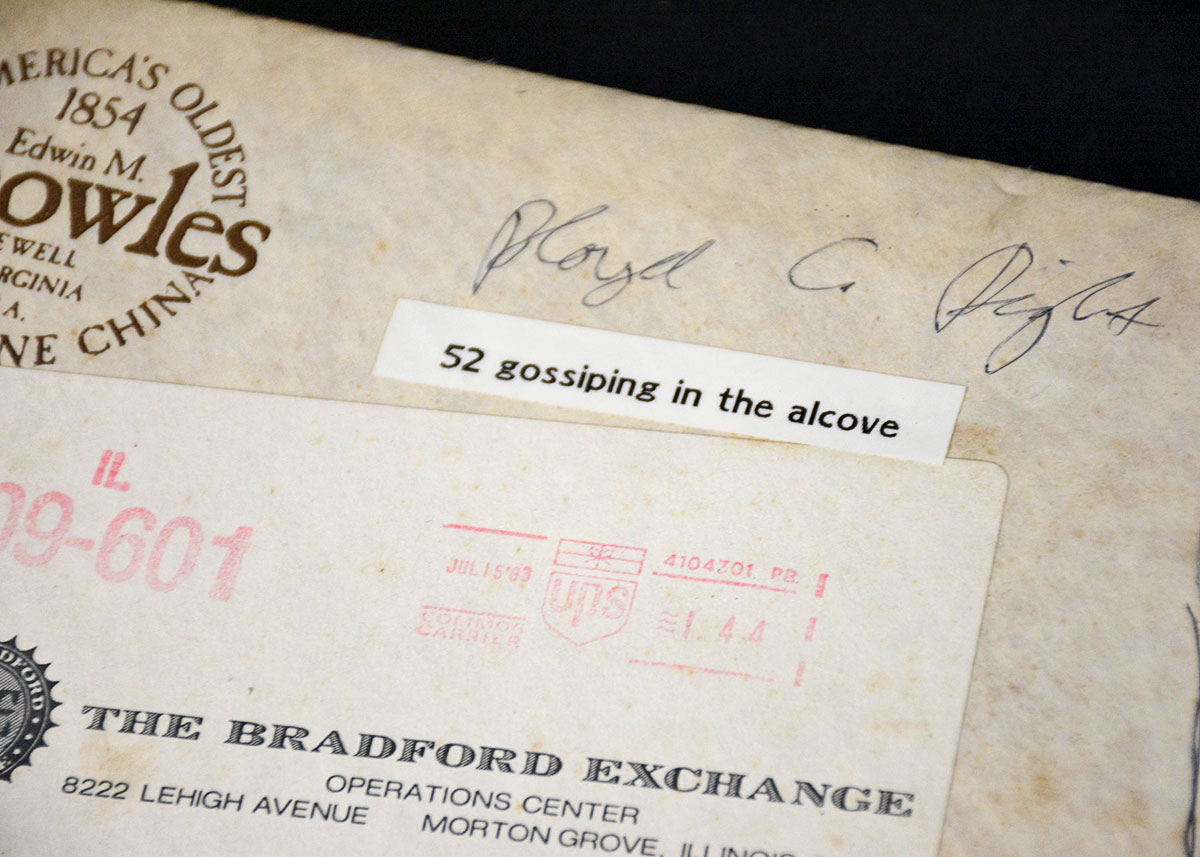 MERICA'S OLDEST
1854
Edwin M.
owles
EWELL
RGINIA
A.
NE CHINA
C.
52 gossiping in the alcove
IL
09-601
JUL 15 '83
ups
4104301 PB
COMMON
CARRIER
1.44
DFORD
THE BRADFORD EXCHANGE
OPERATIONS CENTER
8222 LEHIGH AVENUE
MORTON GROVE, ILLINOIS